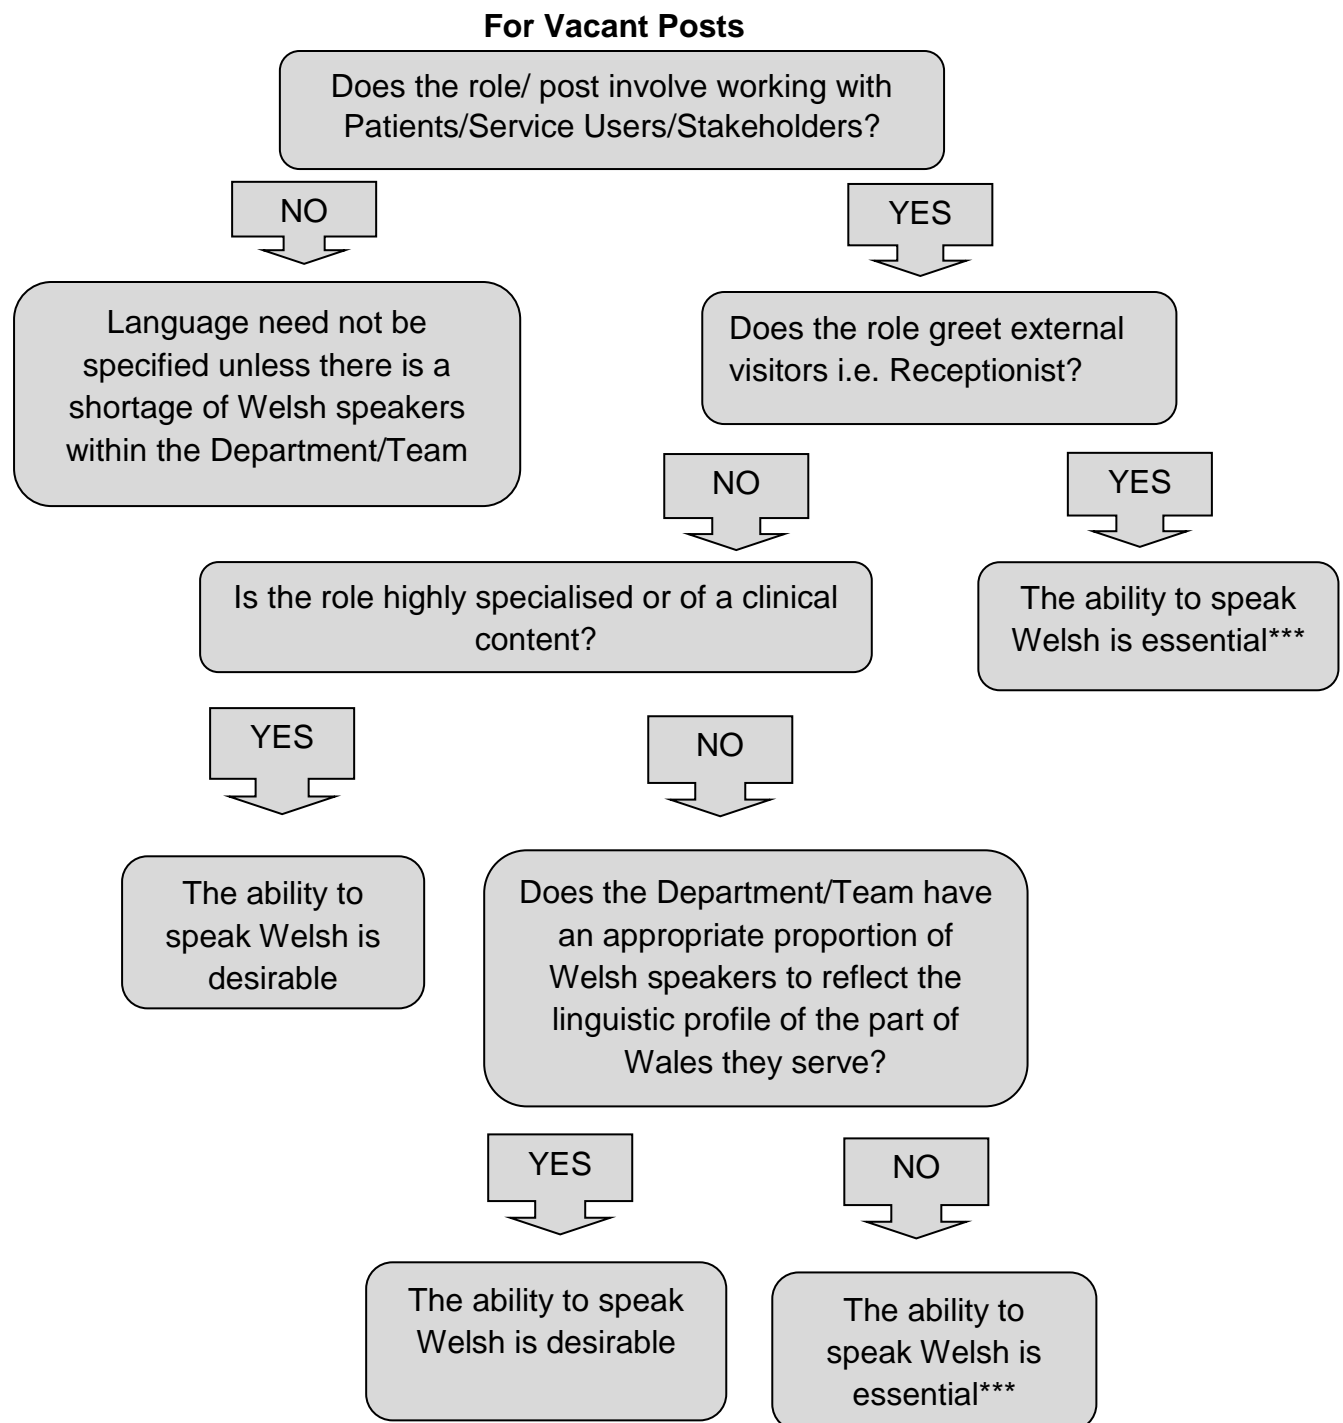 For Vacant Posts
Does the role/ post involve working with
Patients/Service Users/Stakeholders?
NO
YES
Language need not be
specified unless there is a
shortage of Welsh speakers
within the Department/Team
Does the role greet external
visitors i.e. Receptionist?
NO
YES
Is the role highly specialised or of a clinical
content?
The ability to speak
Welsh is essential***
YES
NO
The ability to
speak Welsh is
desirable
Does the Department/Team have
an appropriate proportion of
Welsh speakers to reflect the
linguistic profile of the part of
Wales they serve?
YES
NO
The ability to speak
Welsh is desirable
The ability to
speak Welsh is
essential***